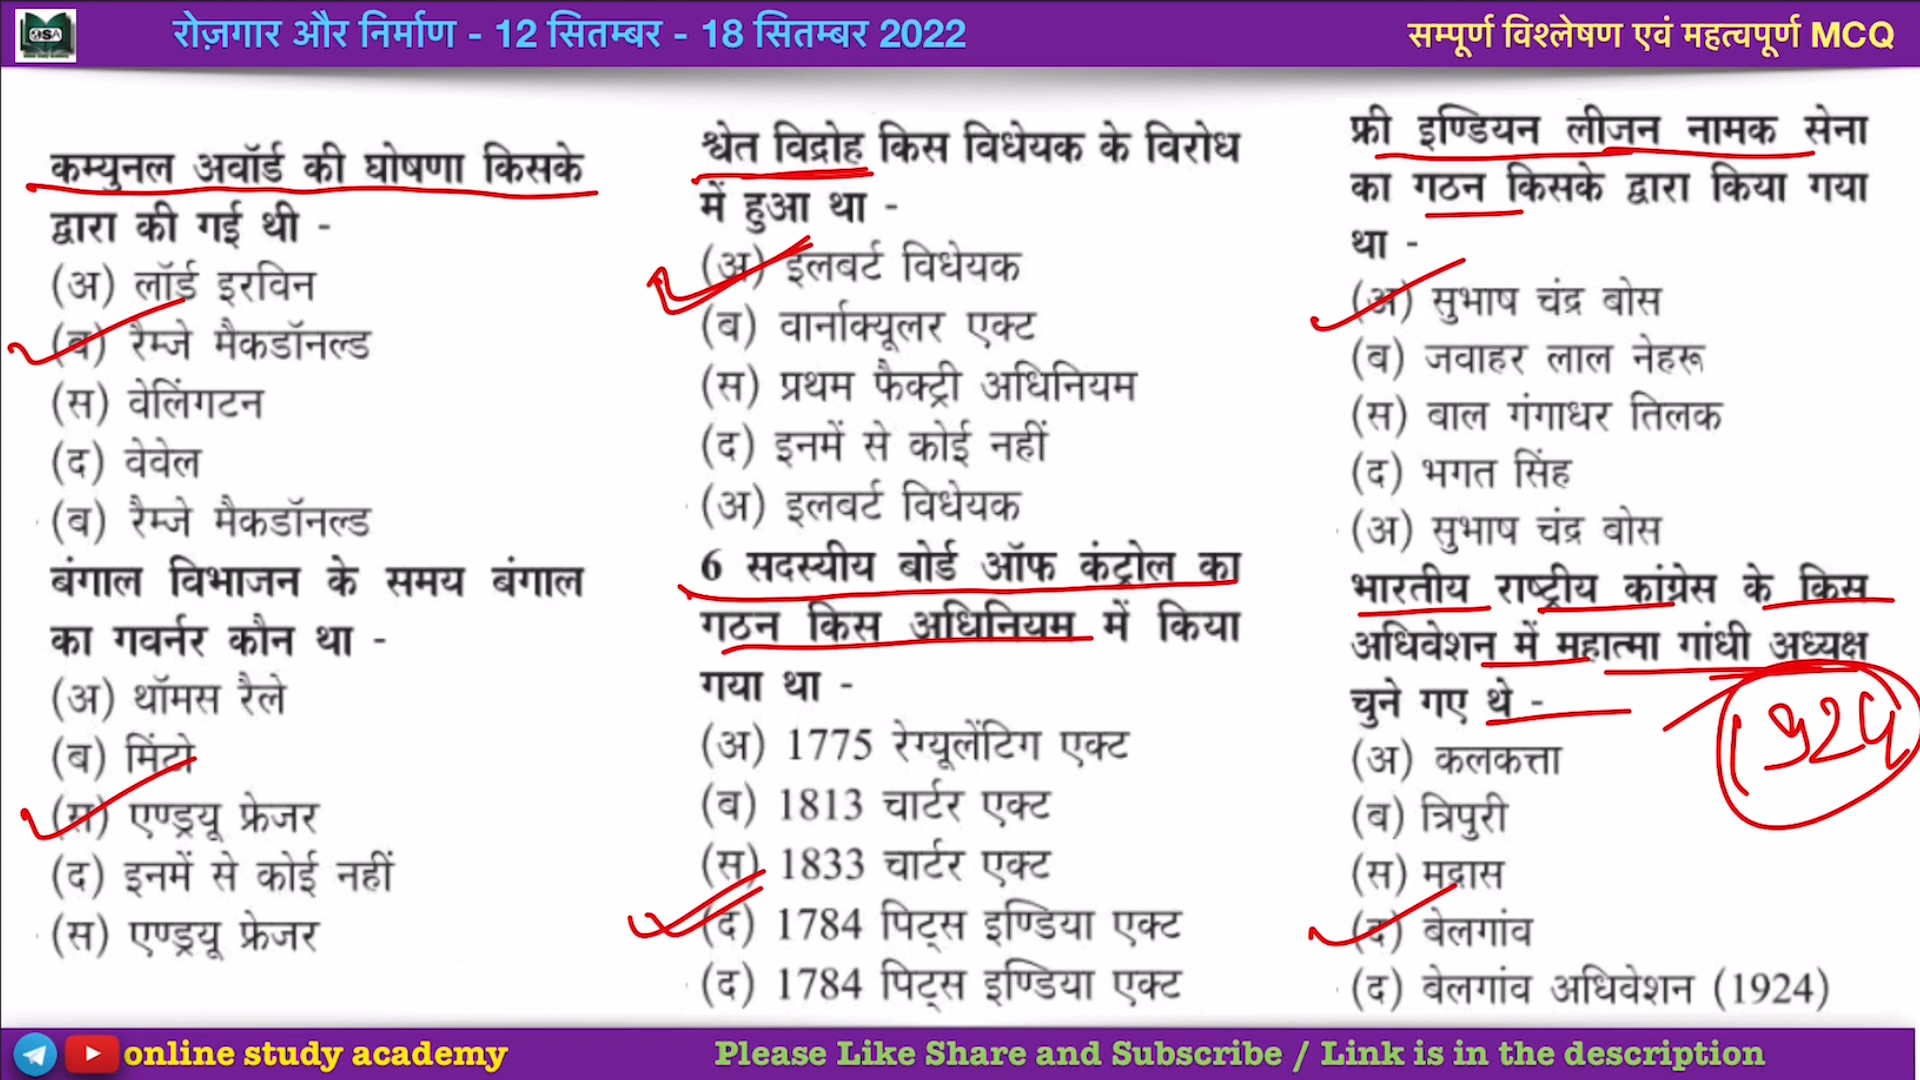 OSA
रोज़गार और निर्माण - 12 सितम्बर - 18 सितम्बर 2022
सम्पूर्ण विश्लेषण एवं महत्वपूर्ण MCQ
कम्युनल अवॉर्ड की घोषणा किसके
द्वारा की गई थी -
(अ) लॉर्ड इरविन
(ब) रैम्जे मैकडॉनल्ड
(स) वेलिंगटन
(द) वेवेल
(ब) रैम्जे मैकडॉनल्ड
बंगाल विभाजन के समय बंगाल
का गवर्नर कौन था -
(अ) थॉमस रैले
(ब) मिंटो
(स) एण्ड्रयू फ्रेजर
(द) इनमें से कोई नहीं
(स) एण्ड्रयू फ्रेजर
श्वेत विद्रोह किस विधेयक के विरोध
में हुआ था -
(अ) इलबर्ट विधेयक
(ब) वार्नाक्यूलर एक्ट
(स) प्रथम फैक्ट्री अधिनियम
(द) इनमें से कोई नहीं
(अ) इलबर्ट विधेयक
6 सदस्यीय बोर्ड ऑफ कंट्रोल का
गठन किस अधिनियम में किया
गया था -
(अ) 1775 रेग्यूलेंटिग एक्ट
(ब) 1813 चार्टर एक्ट
(स) 1833 चार्टर एक्ट
(द) 1784 पिट्स इण्डिया एक्ट
(द) 1784 पिट्स इण्डिया एक्ट
फ्री इण्डियन लीजन नामक सेना
का गठन किसके द्वारा किया गया
था -
(अ) सुभाष चंद्र बोस
(ब) जवाहर लाल नेहरू
(स) बाल गंगाधर तिलक
(द) भगत सिंह
(अ) सुभाष चंद्र बोस
भारतीय राष्ट्रीय कांग्रेस के किस
अधिवेशन में महात्मा गांधी अध्यक्ष
चुने गए थे -
1924
(अ) कलकत्ता
(ब) त्रिपुरी
(स) मद्रास
(द) बेलगांव
(द) बेलगांव अधिवेशन (1924)
online study academy
Please Like Share and Subscribe / Link is in the description